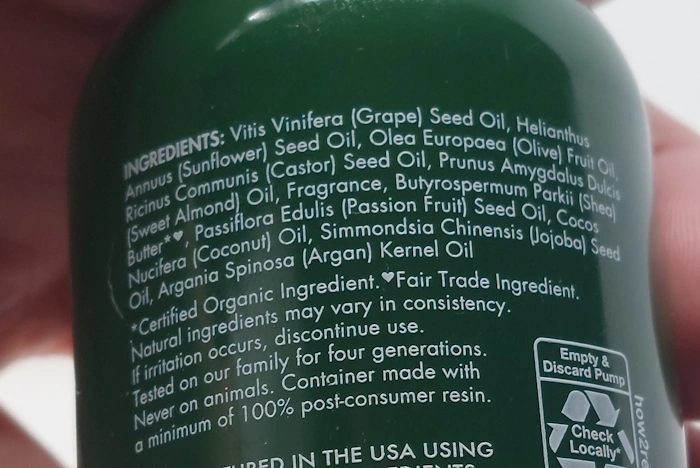 INGREDIENTS: Vitis Vinifera (Grape) Seed Oil, Helianthus
Annuus (Sunflower) Seed Oil, Olea Europaea (Olive) Fruit Oil,
Ricinus Communis (Castor) Seed Oil, Prunus Amygdalus Dulcis
(Sweet Almond) Oil, Fragrance, Butyrospermum Parkii (Shea)
Butter*♥, Passiflora Edulis (Passion Fruit) Seed Oil, Cocos
Nucifera (Coconut) Oil, Simmondsia Chinensis (Jojoba) Seed
Oil, Argania Spinosa (Argan) Kernel Oil
*Certified Organic Ingredient.♥Fair Trade Ingredient.
Natural ingredients may vary in consistency.
If irritation occurs, discontinue use.
Tested on our family for four generations.
Never on animals. Container made with
a minimum of 100% post-consumer resin.
IN THE USA USING
Empty &
Discard Pump
Check
Locally*